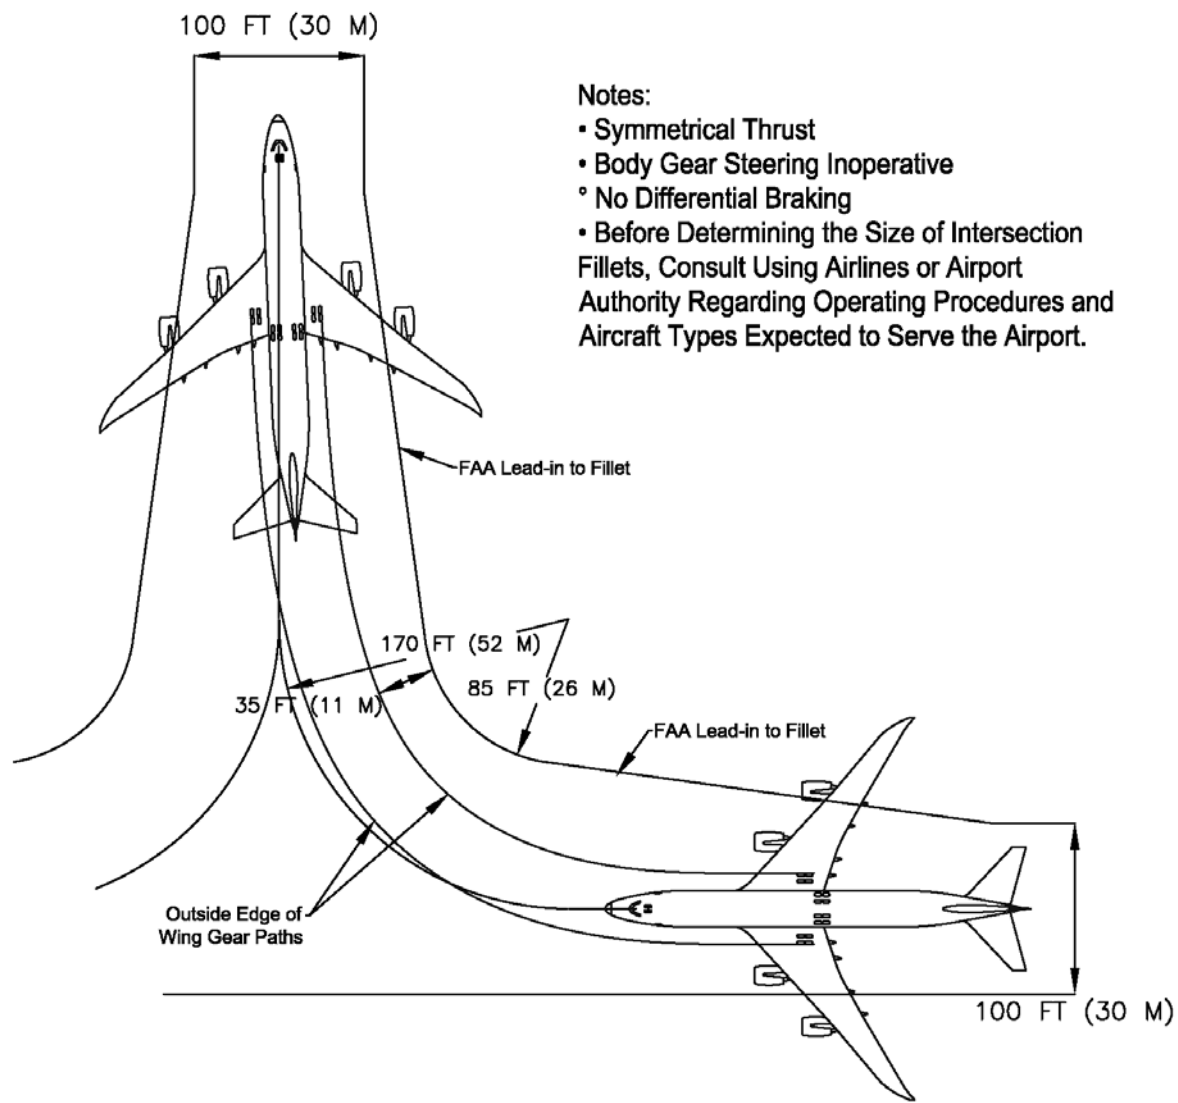 100 FT (30 M)
Notes:
• Symmetrical Thrust
• Body Gear Steering Inoperative
° No Differential Braking
• Before Determining the Size of Intersection
Fillets, Consult Using Airlines or Airport
Authority Regarding Operating Procedures and
Aircraft Types Expected to Serve the Airport.
FAA Lead-in to Fillet
170 FT (52 M)
85 FT (26 M)
35 FT (11 M)
FAA Lead-in to Fillet
Outside Edge of
Wing Gear Paths
100 FT (30 M)